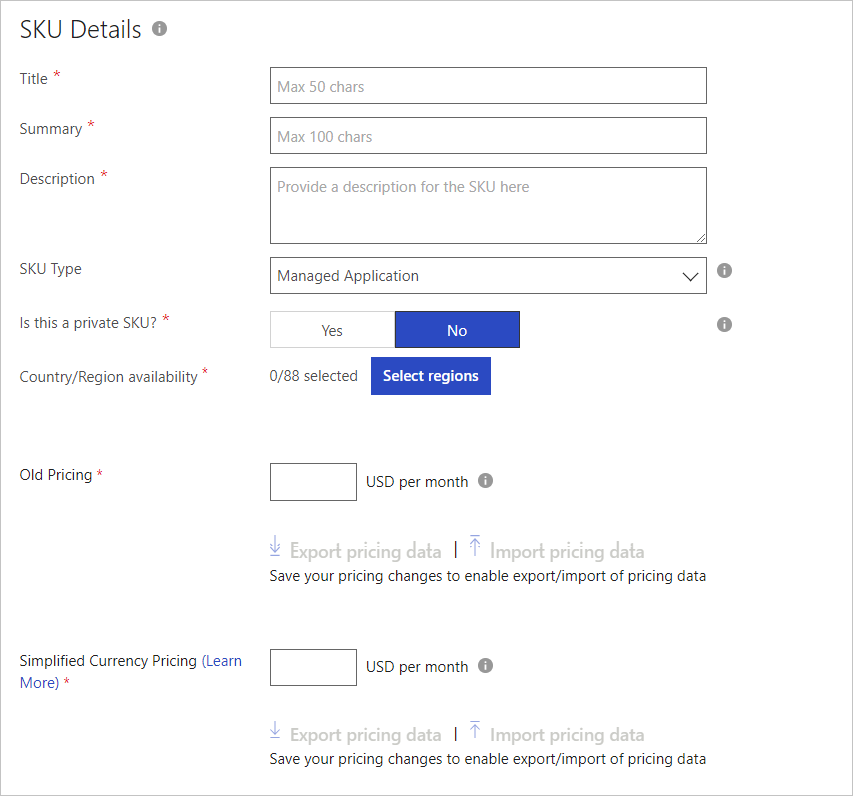 SKU Details
Title *
Max 50 chars
Summary *
Max 100 chars
Description *
Provide a description for the SKU here
SKU Type
Managed Application
Is this a private SKU? *
Yes No
Country/Region availability *
0/88 selected Select regions
Old Pricing *
USD per month
Export pricing data | Import pricing data
Save your pricing changes to enable export/import of pricing data
Simplified Currency Pricing (Learn
More) *
USD per month
Export pricing data | Import pricing data
Save your pricing changes to enable export/import of pricing data